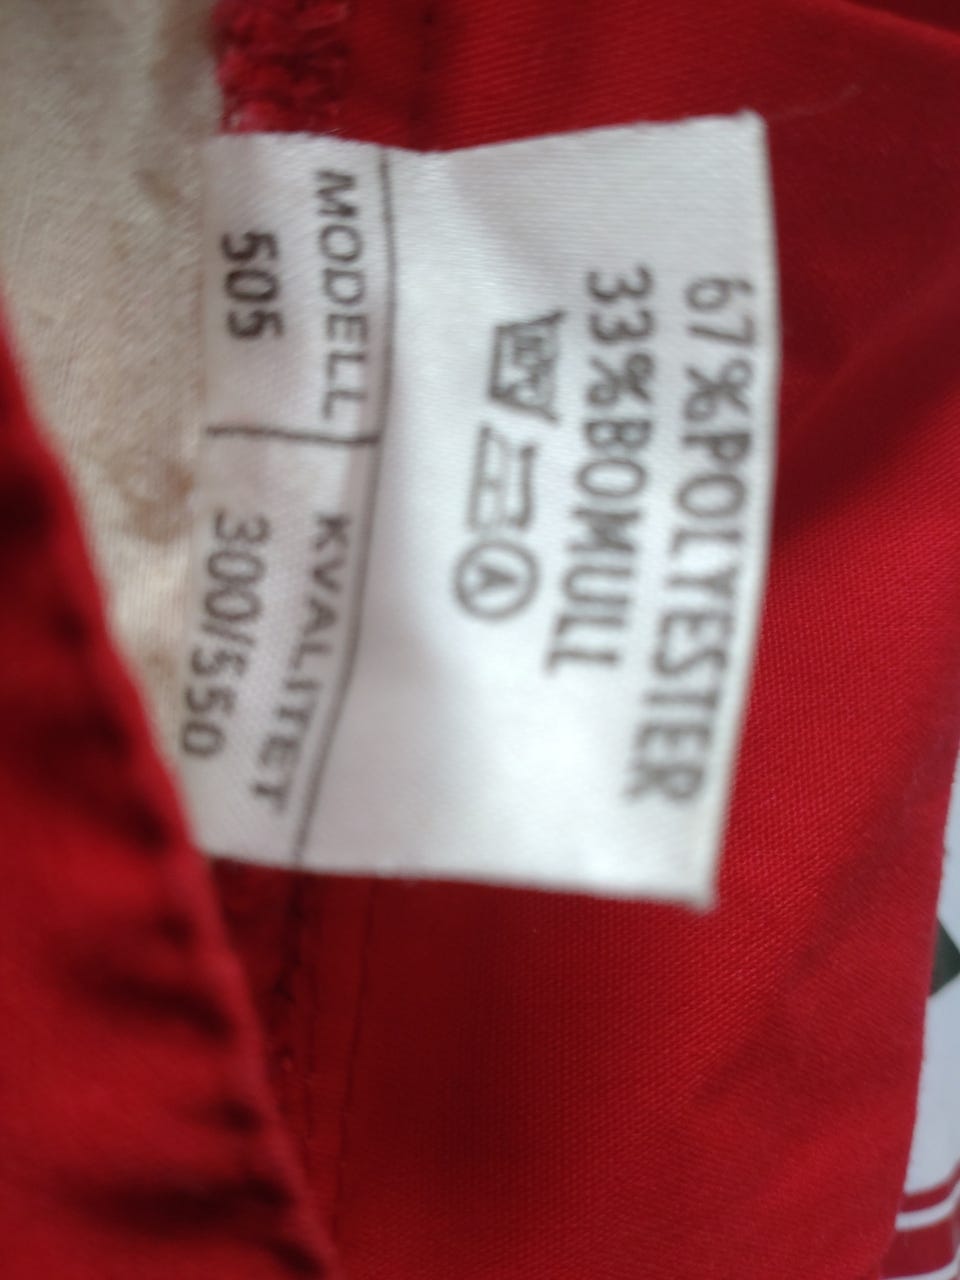 67%POLYESTER
33%BOMULL
A
MODELL KVALITET
505 300/550